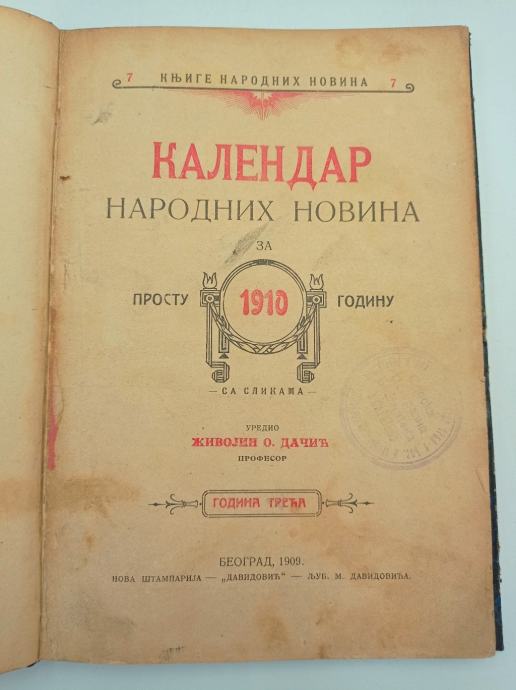 7 КЊИГЕ НАРОДНИХ НОВИНА 7
КАЛЕНДАР
НАРОДНИХ НОВИНА
ЗА
ПРОСТУ 1910 ГОДИНУ
— СА СЛИКАМА —
УРЕДИО
ЖИВОЈИН О. ДАЧИЋ
ПРОФЕСОР
ГОДИНА ТРЕЋА
БЕОГРАД, 1909.
НОВА ШТАМПАРИЈА — „ДАВИДОВИЋ“ — ЉУБ. М. ДАВИДОВИЋА.